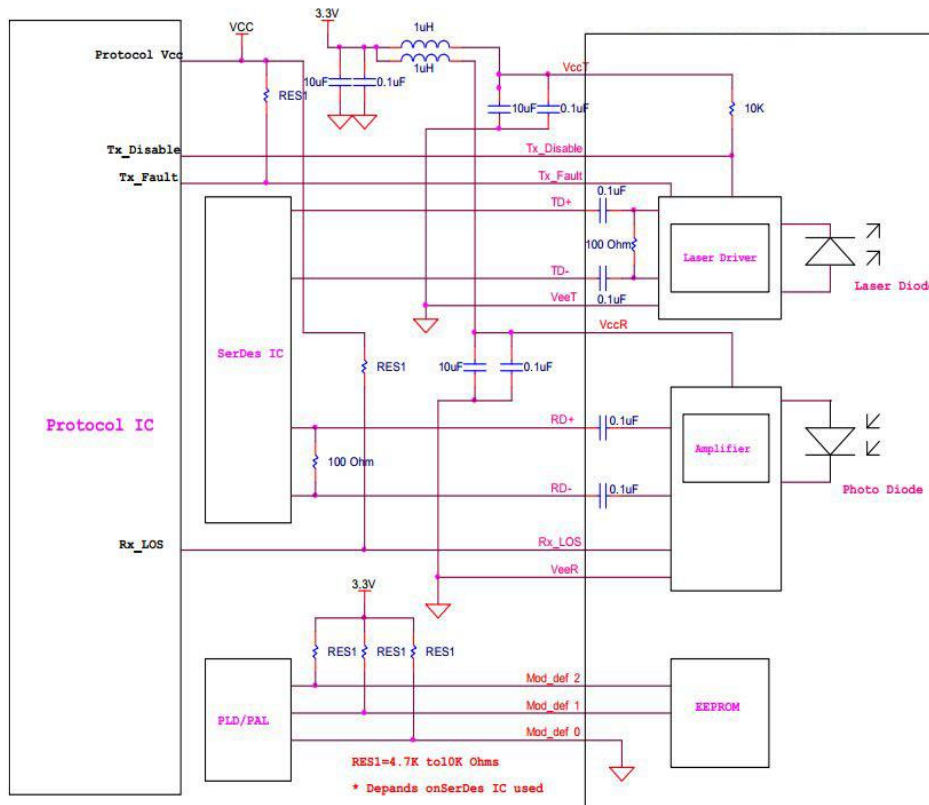 3.3V
VCC
1uH
Protocol Vcc
1uH
VccT
10uF
0.1uF
RES1
10uF
0.1uF
10K
Tx_Disable
Tx_Disable
Tx_Fault
Tx_Fault
0.1uF
TD+
100 Ohm
Laser Driver
TD-
0.1uF
Laser Diode
VeeT
VccR
SerDes IC
RES1
10uF
0.1uF
Protocol IC
RD+
0.1uF
Amplifier
100 Ohm
RD-
0.1uF
Photo Diode
Rx_LOS
Rx_LOS
VeeR
3.3V
RES1
RES1
RES1
Mod_def 2
PLD/PAL
Mod_def 1
EEPROM
Mod_def 0
RES1=4.7K to10K Ohms
* Depands onSerDes IC used